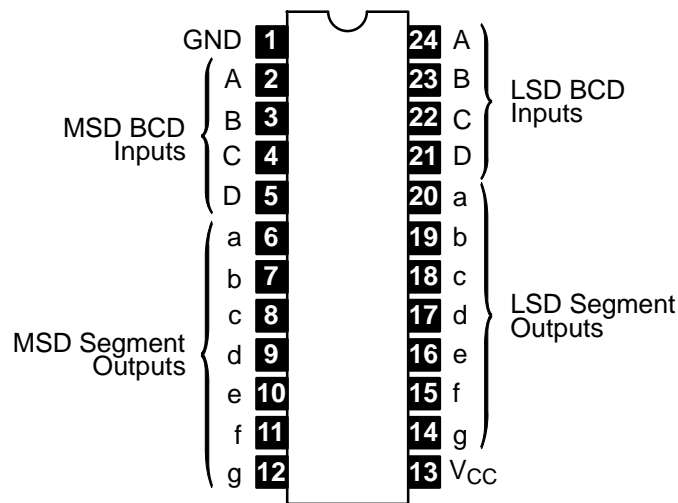 GND 1 24 A
A 2 23 B
B 3 22 C
C 4 21 D
D 5 20 a
a 6 19 b
b 7 18 c
c 8 17 d
d 9 16 e
e 10 15 f
f 11 14 g
g 12 13 VCC
MSD BCD
Inputs
MSD Segment
Outputs
LSD BCD
Inputs
LSD Segment
Outputs